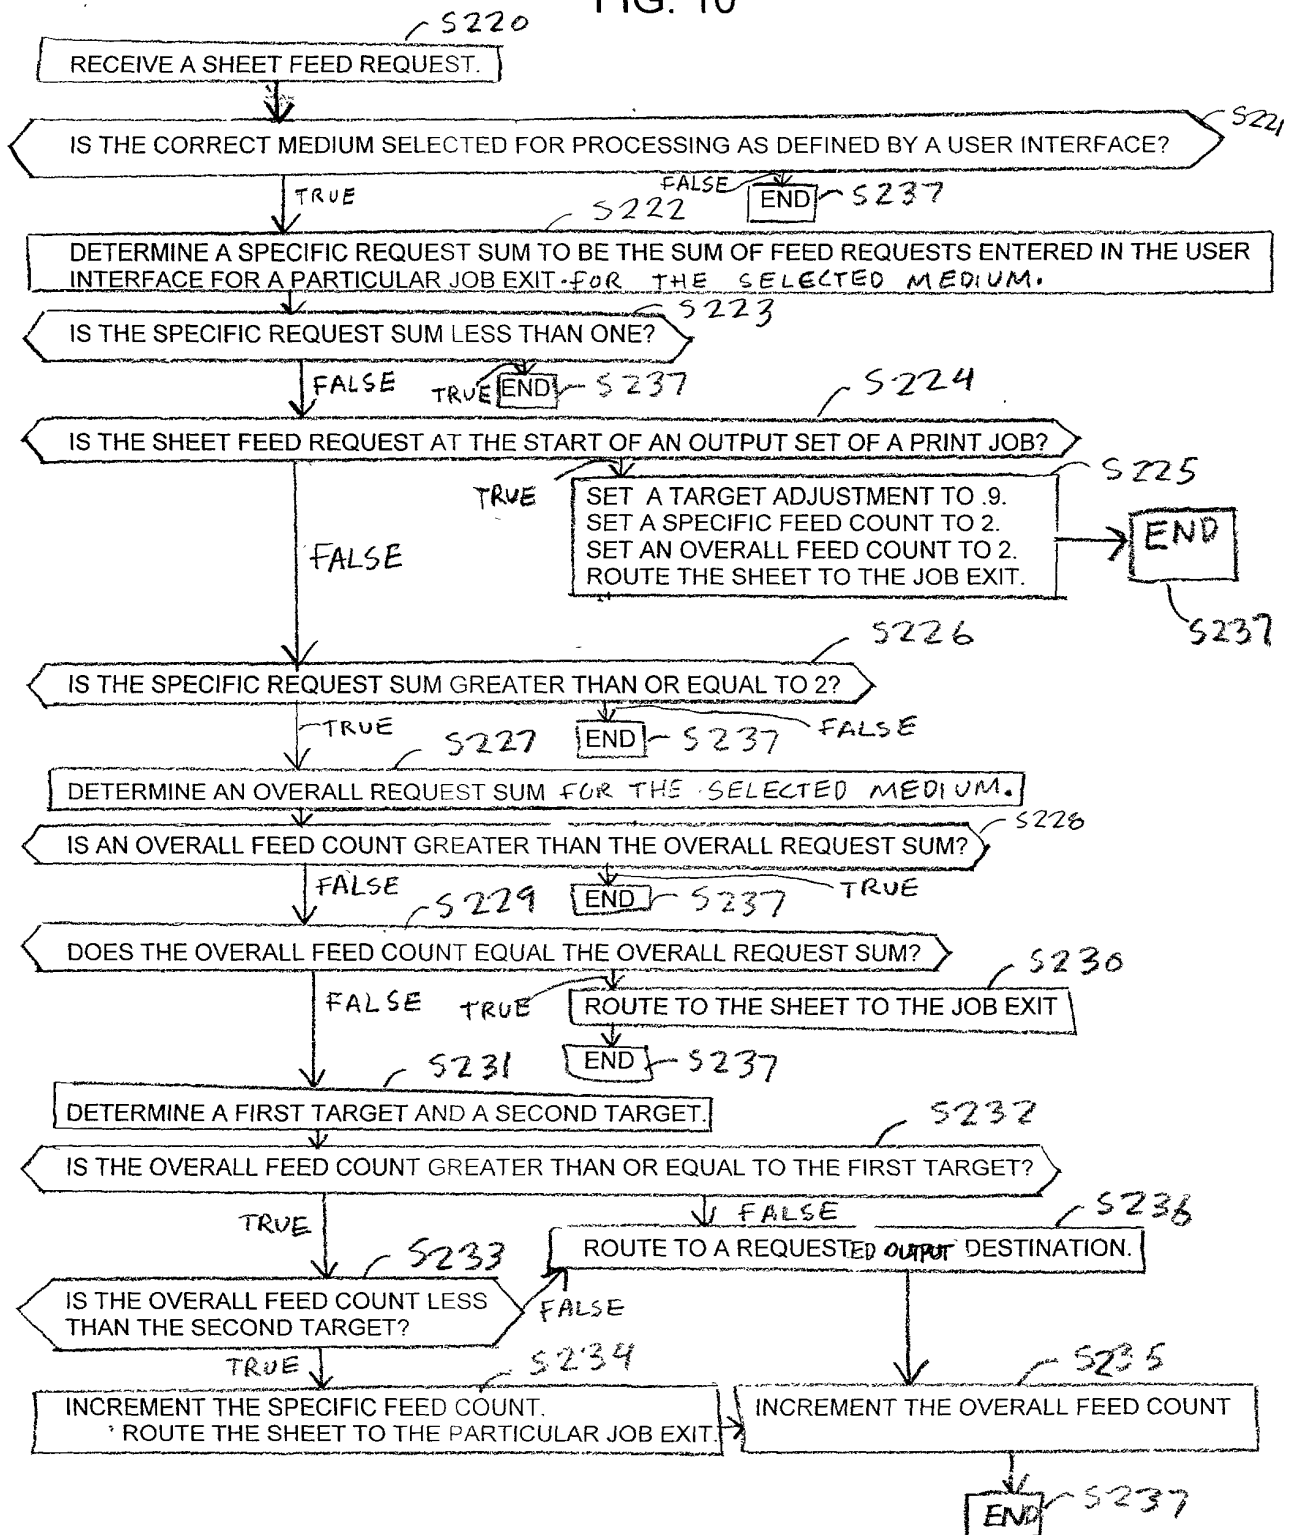 FIG. 10
S220
RECEIVE A SHEET FEED REQUEST.
S221
IS THE CORRECT MEDIUM SELECTED FOR PROCESSING AS DEFINED BY A USER INTERFACE?
TRUE
FALSE
END
S237
S222
DETERMINE A SPECIFIC REQUEST SUM TO BE THE SUM OF FEED REQUESTS ENTERED IN THE USER
INTERFACE FOR A PARTICULAR JOB EXIT. FOR THE SELECTED MEDIUM.
S223
IS THE SPECIFIC REQUEST SUM LESS THAN ONE?
FALSE
TRUE
END
S237
S224
IS THE SHEET FEED REQUEST AT THE START OF AN OUTPUT SET OF A PRINT JOB?
TRUE
S225
SET A TARGET ADJUSTMENT TO .9.
SET A SPECIFIC FEED COUNT TO 2.
SET AN OVERALL FEED COUNT TO 2.
ROUTE THE SHEET TO THE JOB EXIT.
END
S237
FALSE
S226
IS THE SPECIFIC REQUEST SUM GREATER THAN OR EQUAL TO 2?
TRUE
END
S237
FALSE
S227
DETERMINE AN OVERALL REQUEST SUM FOR THE SELECTED MEDIUM.
S228
IS AN OVERALL FEED COUNT GREATER THAN THE OVERALL REQUEST SUM?
FALSE
END
S237
TRUE
S229
DOES THE OVERALL FEED COUNT EQUAL THE OVERALL REQUEST SUM?
FALSE
TRUE
S230
ROUTE TO THE SHEET TO THE JOB EXIT
END
S237
S231
DETERMINE A FIRST TARGET AND A SECOND TARGET.
S232
IS THE OVERALL FEED COUNT GREATER THAN OR EQUAL TO THE FIRST TARGET?
TRUE
FALSE
S236
ROUTE TO A REQUESTED OUTPUT DESTINATION.
S233
IS THE OVERALL FEED COUNT LESS
THAN THE SECOND TARGET?
FALSE
TRUE
S234
INCREMENT THE SPECIFIC FEED COUNT.
ROUTE THE SHEET TO THE PARTICULAR JOB EXIT.
S235
INCREMENT THE OVERALL FEED COUNT
END
S237